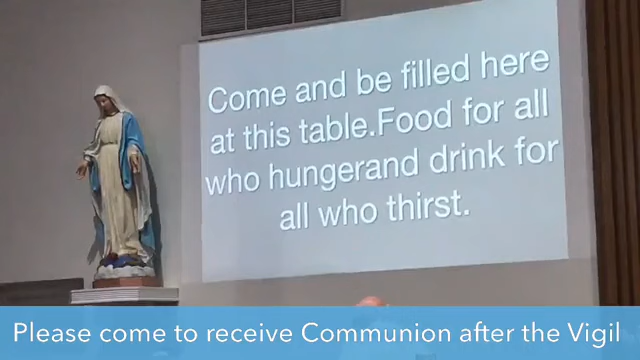 Come and be filled here
at this table.Food for all
who hungerand drink for
all who thirst.
Please come to receive Communion after the Vigil